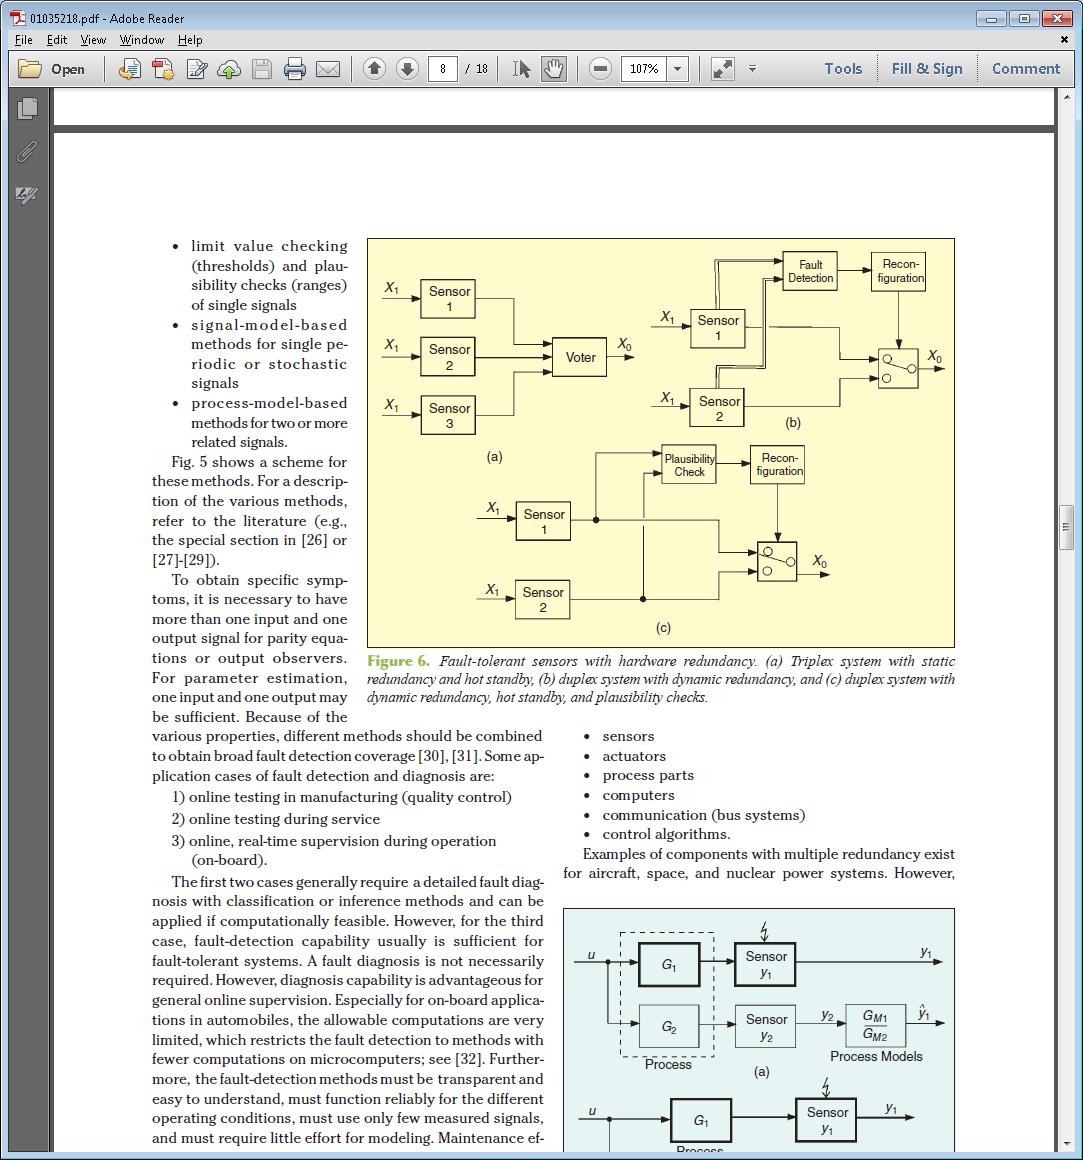 01035218.pdf - Adobe Reader
File Edit View Window Help
Open 8 / 18 107% Tools Fill & Sign Comment
• limit value checking
(thresholds) and plau-
sibility checks (ranges)
of single signals
• signal-model-based
methods for single pe-
riodic or stochastic
signals
• process-model-based
methods for two or more
related signals.
Fig. 5 shows a scheme for
these methods. For a descrip-
tion of the various methods,
refer to the literature (e.g.,
the special section in [26] or
[27]-[29]).
To obtain specific symp-
toms, it is necessary to have
more than one input and one
output signal for parity equa-
tions or output observers.
For parameter estimation,
one input and one output may
be sufficient. Because of the
various properties, different methods should be combined
to obtain broad fault detection coverage [30], [31]. Some ap-
plication cases of fault detection and diagnosis are:
1) online testing in manufacturing (quality control)
2) online testing during service
3) online, real-time supervision during operation
(on-board).
The first two cases generally require a detailed fault diag-
nosis with classification or inference methods and can be
applied if computationally feasible. However, for the third
case, fault-detection capability usually is sufficient for
fault-tolerant systems. A fault diagnosis is not necessarily
required. However, diagnosis capability is advantageous for
general online supervision. Especially for on-board applica-
tions in automobiles, the allowable computations are very
limited, which restricts the fault detection to methods with
fewer computations on microcomputers; see [32]. Further-
more, the fault-detection methods must be transparent and
easy to understand, must function reliably for the different
operating conditions, must use only few measured signals,
and must require little effort for modeling. Maintenance ef-
X1
Sensor
1
X1
Sensor
2
X1
Sensor
3
Voter
X0
(a)
X1
Sensor
1
X1
Sensor
2
Fault
Detection
Recon-
figuration
X0
(b)
X1
Sensor
1
X1
Sensor
2
Plausibility
Check
Recon-
figuration
X0
(c)
Figure 6. Fault-tolerant sensors with hardware redundancy. (a) Triplex system with static
redundancy and hot standby, (b) duplex system with dynamic redundancy, and (c) duplex system with
dynamic redundancy, hot standby, and plausibility checks.
• sensors
• actuators
• process parts
• computers
• communication (bus systems)
• control algorithms.
Examples of components with multiple redundancy exist
for aircraft, space, and nuclear power systems. However,
u
G1
Sensor
y1
y1
G2
Sensor
y2
y2
GM1
GM2
ŷ1
Process
Process Models
(a)
u
G1
Sensor
y1
y1
Process